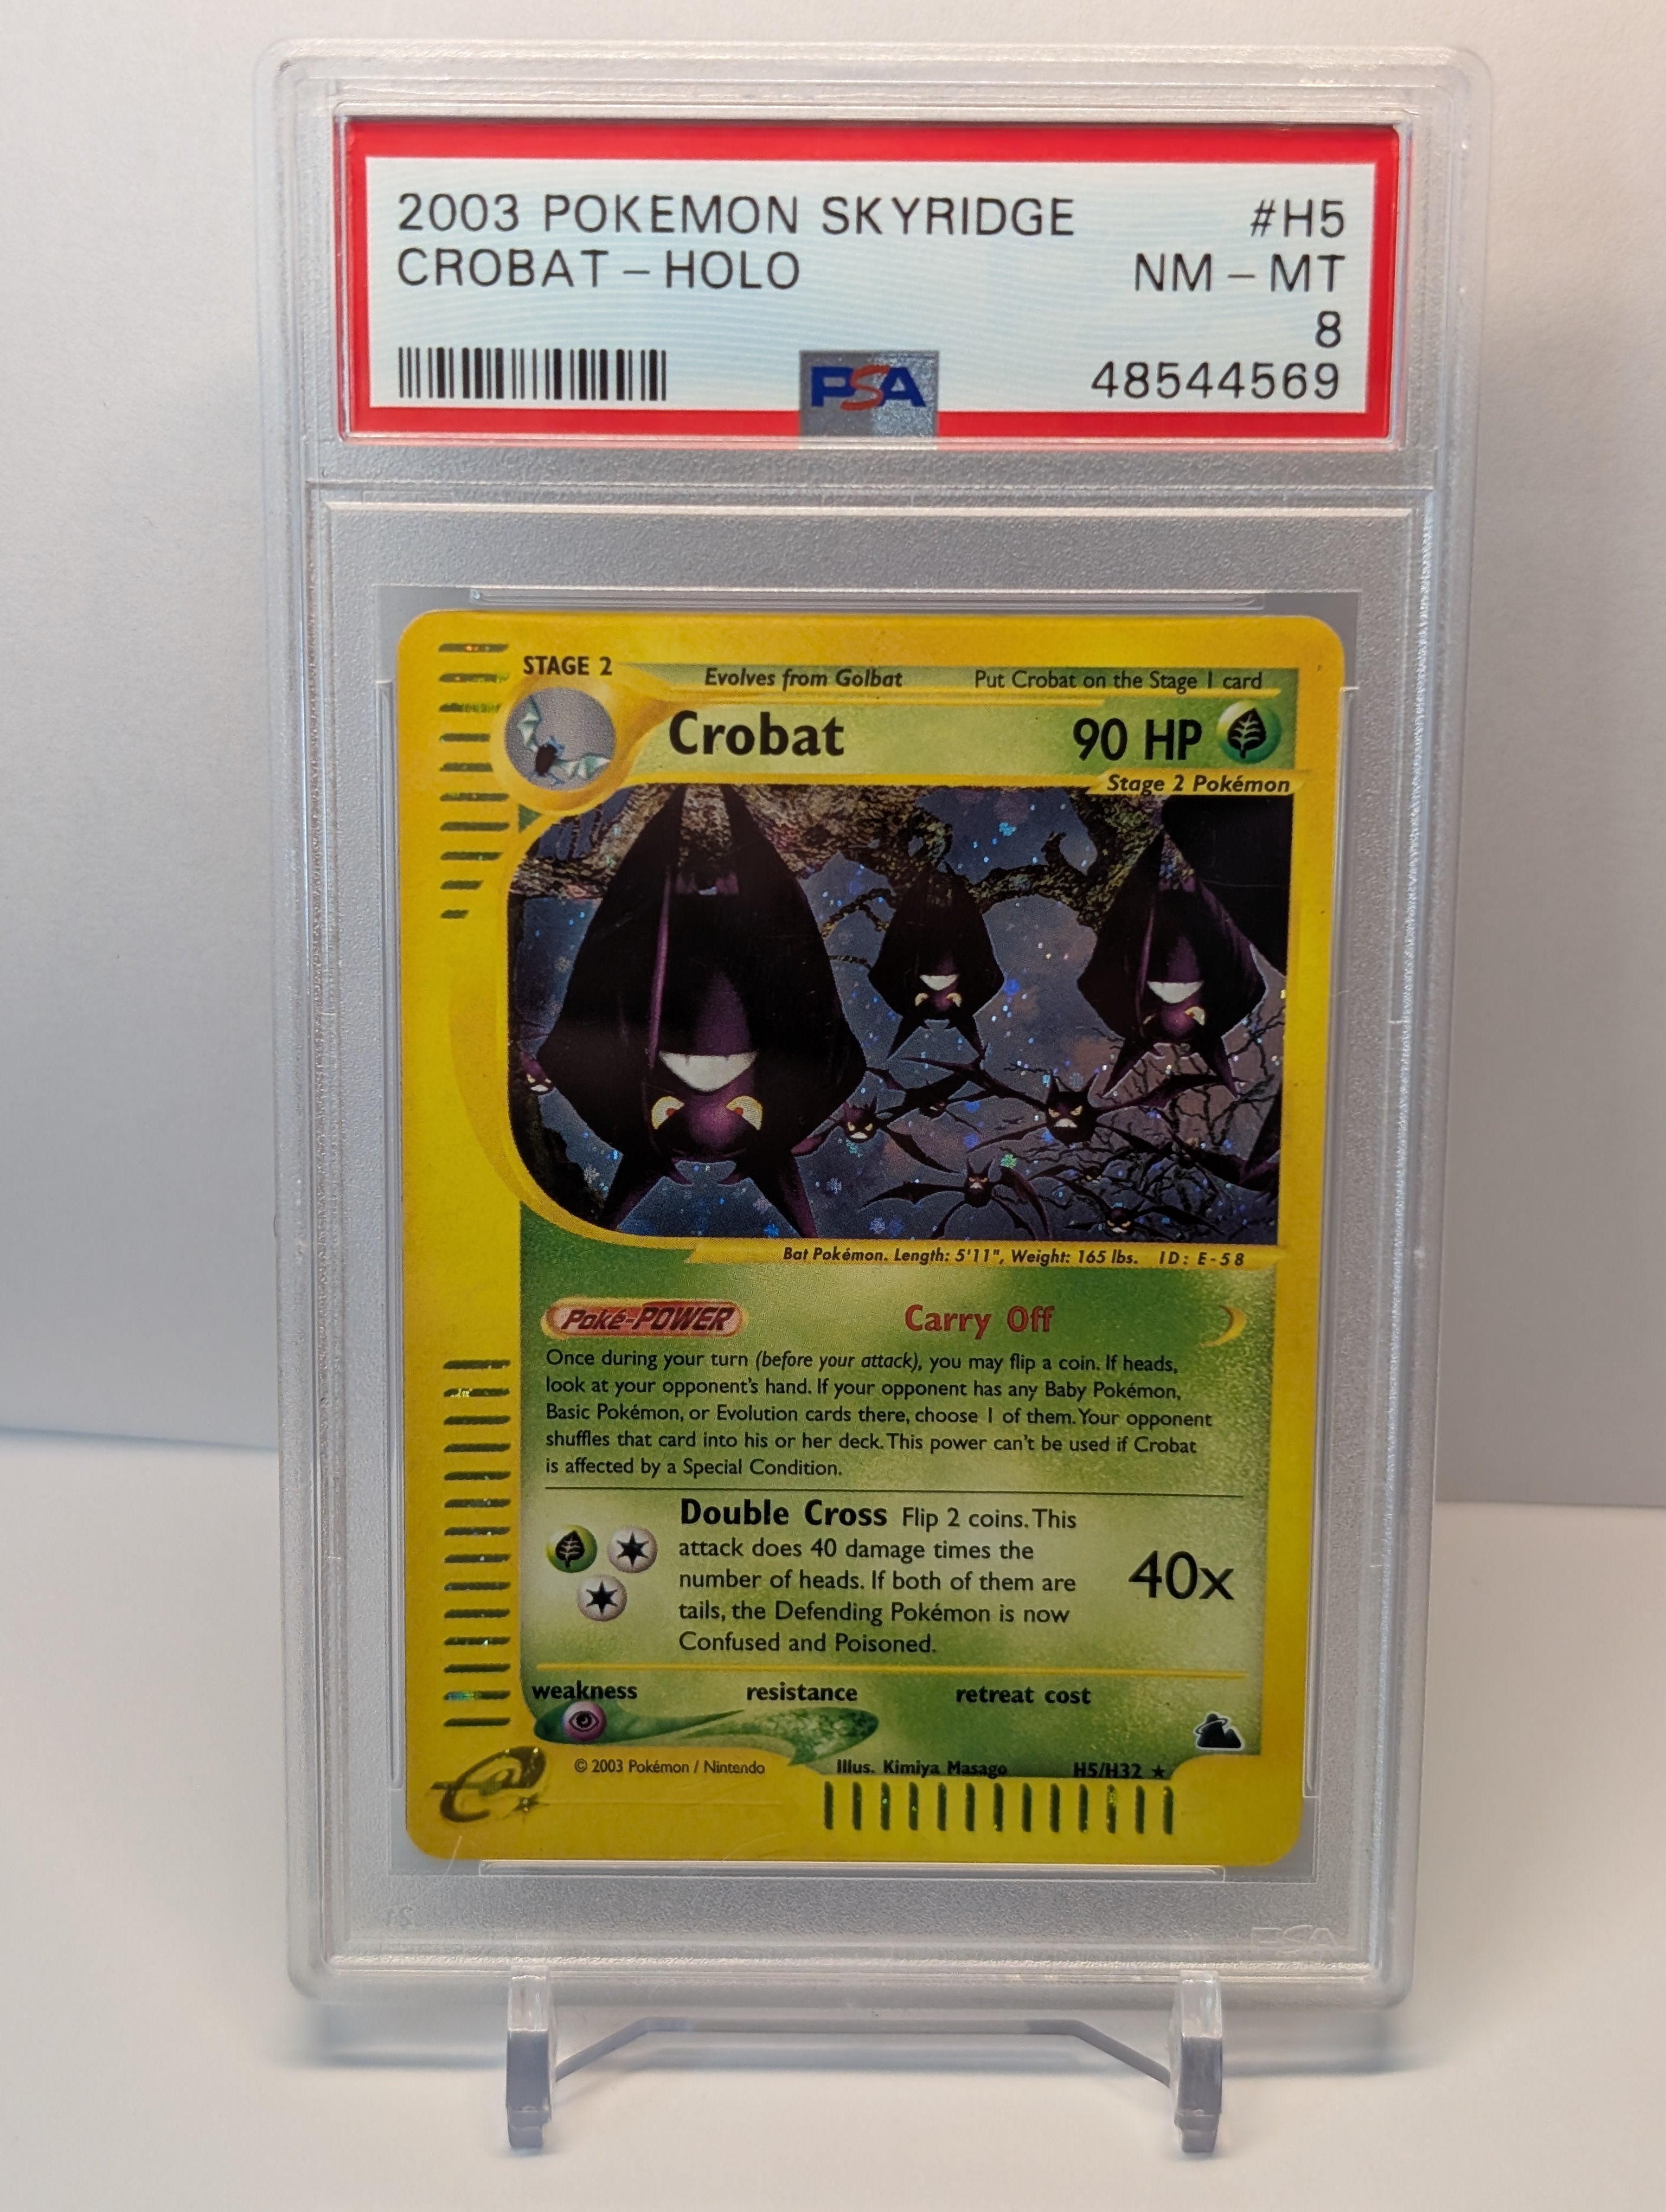 2003 POKEMON SKYRIDGE #H5
CROBAT – HOLO NM – MT
8
PSA 48544569
STAGE 2 Evolves from Golbat Put Crobat on the Stage 1 card
Crobat 90 HP
Stage 2 Pokémon
Bat Pokémon. Length: 5'11", Weight: 165 lbs. ID: E-58
Poké-POWER Carry Off
Once during your turn (before your attack), you may flip a coin. If heads,
look at your opponent's hand. If your opponent has any Baby Pokémon,
Basic Pokémon, or Evolution cards there, choose 1 of them. Your opponent
shuffles that card into his or her deck. This power can't be used if Crobat
is affected by a Special Condition.
Double Cross Flip 2 coins. This
attack does 40 damage times the
number of heads. If both of them are
tails, the Defending Pokémon is now
Confused and Poisoned.
40x
weakness resistance retreat cost
e
© 2003 Pokémon / Nintendo Illus. Kimiya Masago H5/H32 ★
PSA